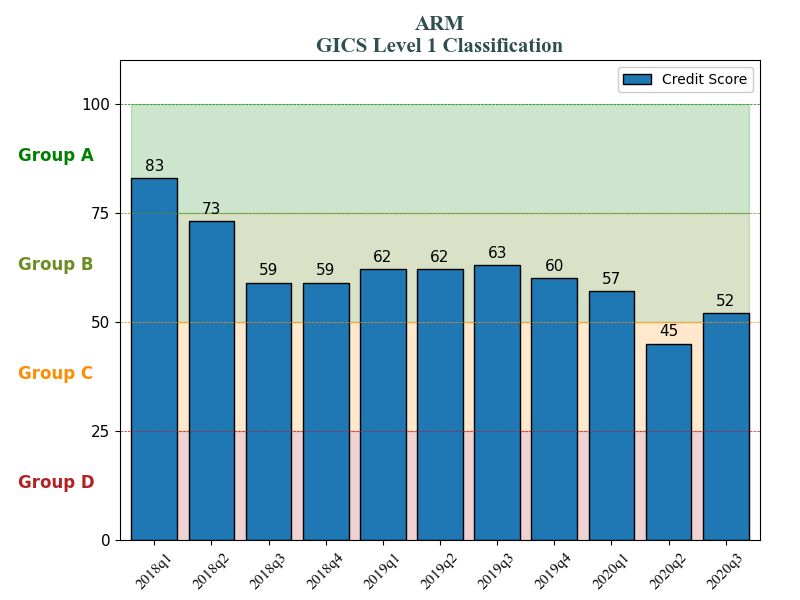 ARM
GICS Level 1 Classification
Credit Score
100
Group A
83
75
73
Group B
59
59
62
62
63
60
57
45
52
50
Group C
25
Group D
0
2018q1
2018q2
2018q3
2018q4
2019q1
2019q2
2019q3
2019q4
2020q1
2020q2
2020q3